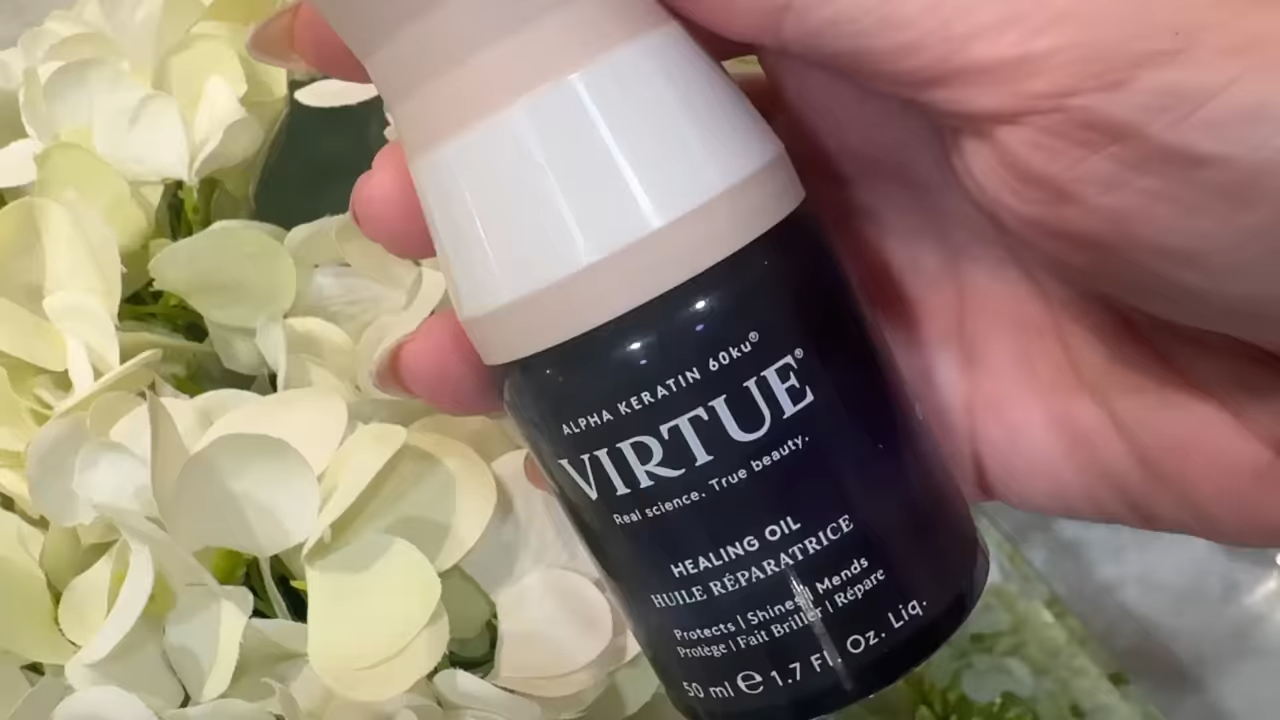 ALPHA KERATIN 60ku®
VIRTUE®
Real science. True beauty.
HEALING OIL
HUILE RÉPARATRICE
Protects | Shines | Mends
Protège | Fait Briller | Répare
50 ml ℮ 1.7 Fl. Oz. Liq.